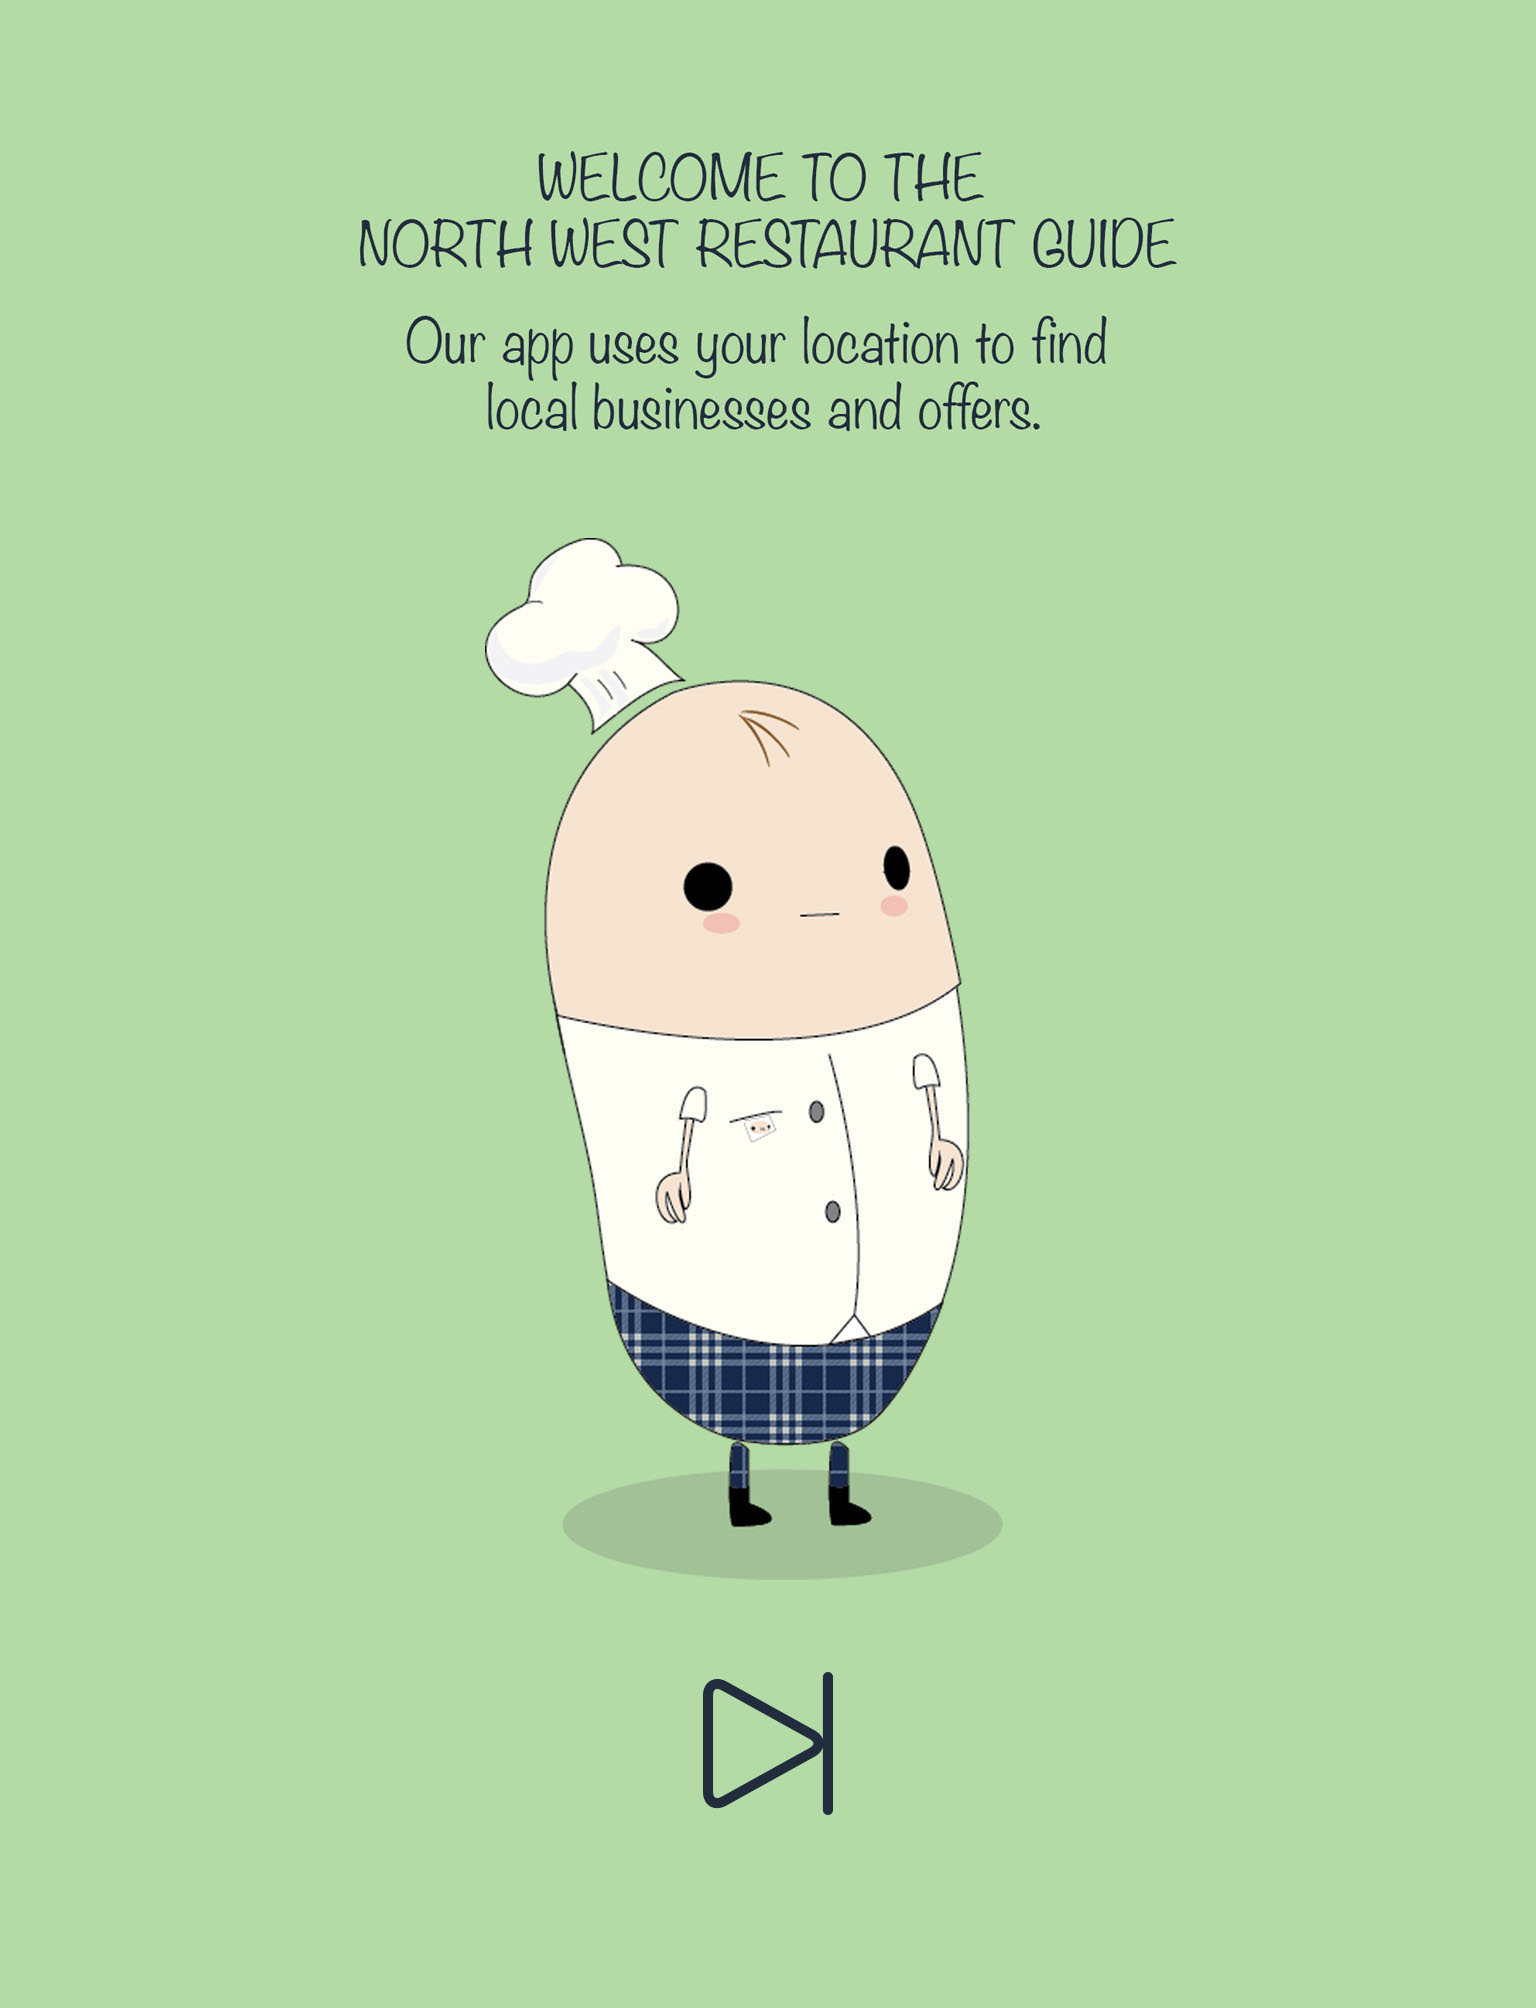 WELCOME TO THE
NORTH WEST RESTAURANT GUIDE
Our app uses your location to find
local businesses and offers.